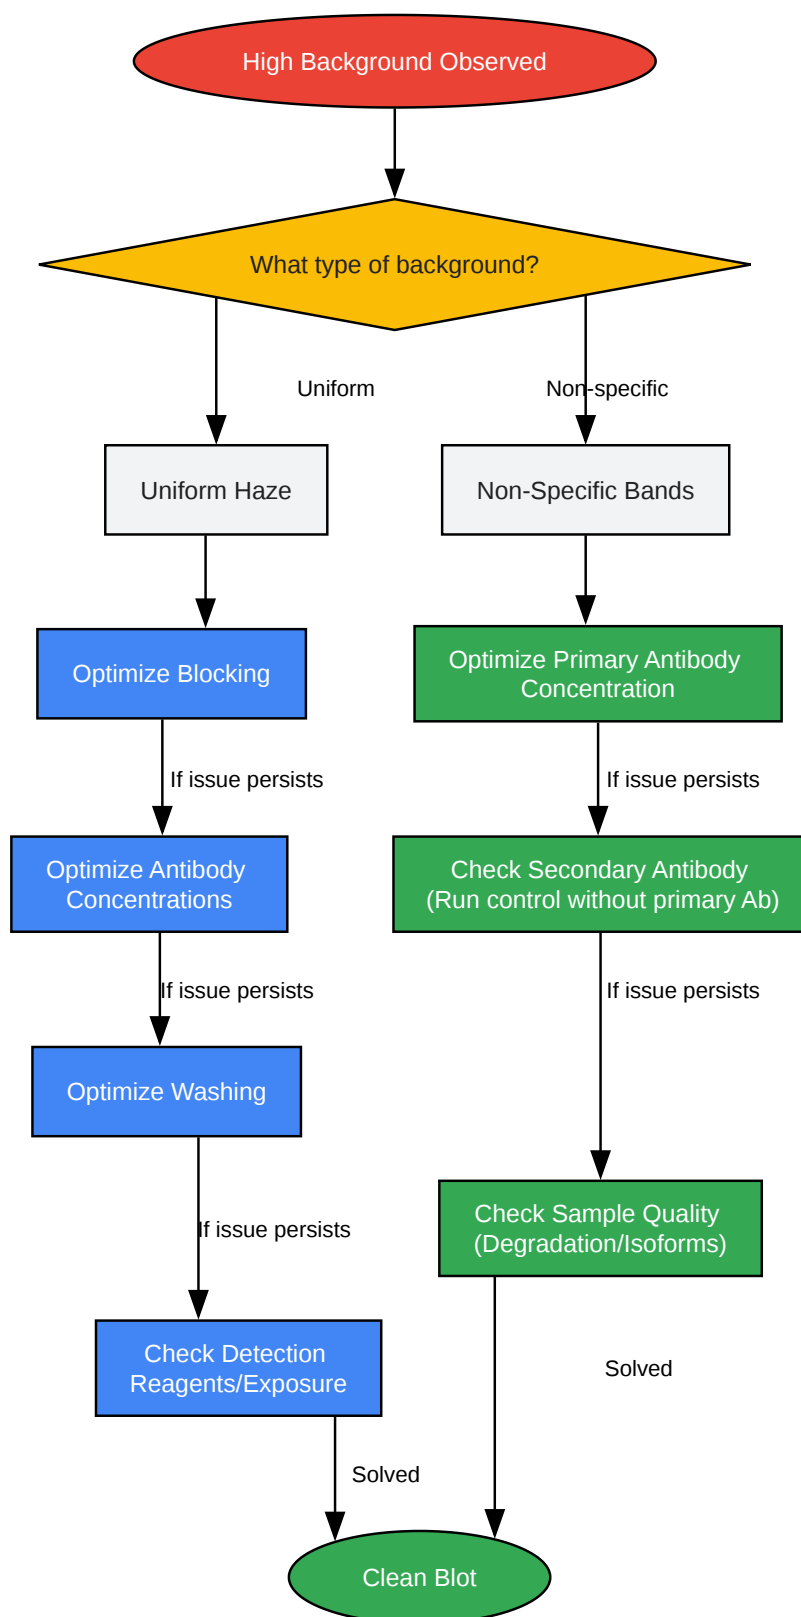 High Background Observed
What type of background?
Uniform
Non-specific
Uniform Haze
Non-Specific Bands
Optimize Blocking
Optimize Primary Antibody
Concentration
If issue persists
If issue persists
Optimize Antibody
Concentrations
Check Secondary Antibody
(Run control without primary Ab)
If issue persists
If issue persists
Optimize Washing
Check Sample Quality
(Degradation/Isoforms)
If issue persists
Check Detection
Reagents/Exposure
Solved
Solved
Clean Blot